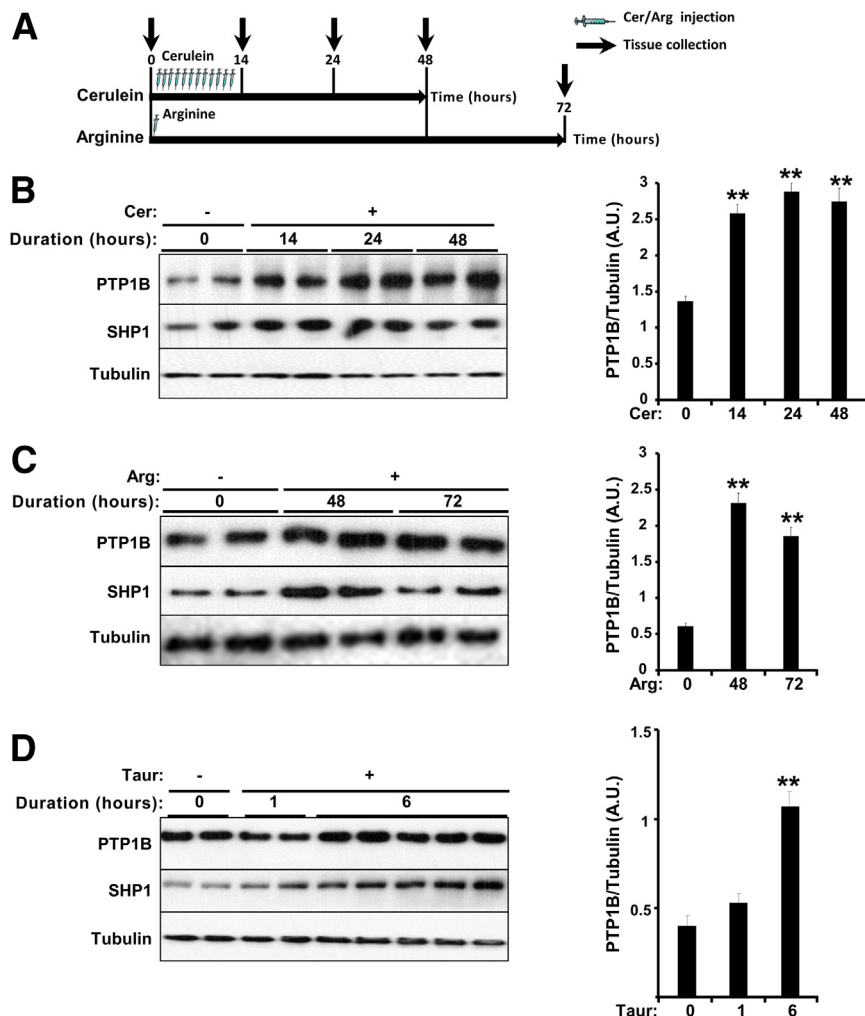 A
Cer/Arg injection
Tissue collection
0 Cerulein 14 24 48
Cerulein Time (hours)
72
Arginine
Arginine Time (hours)
B
Cer: - +
Duration (hours): 0 14 24 48
PTP1B
SHP1
Tubulin
PTP1B/Tubulin (A.U.)
3
2.5
2
1.5
1
0.5
0
** ** **
Cer: 0 14 24 48
C
Arg: - +
Duration (hours): 0 48 72
PTP1B
SHP1
Tubulin
PTP1B/Tubulin (A.U.)
3
2.5
2
1.5
1
0.5
0
** **
Arg: 0 48 72
D
Taur: - +
Duration (hours): 0 1 6
PTP1B
SHP1
Tubulin
PTP1B/Tubulin (A.U.)
1.5
1
0.5
**
Taur: 0 1 6